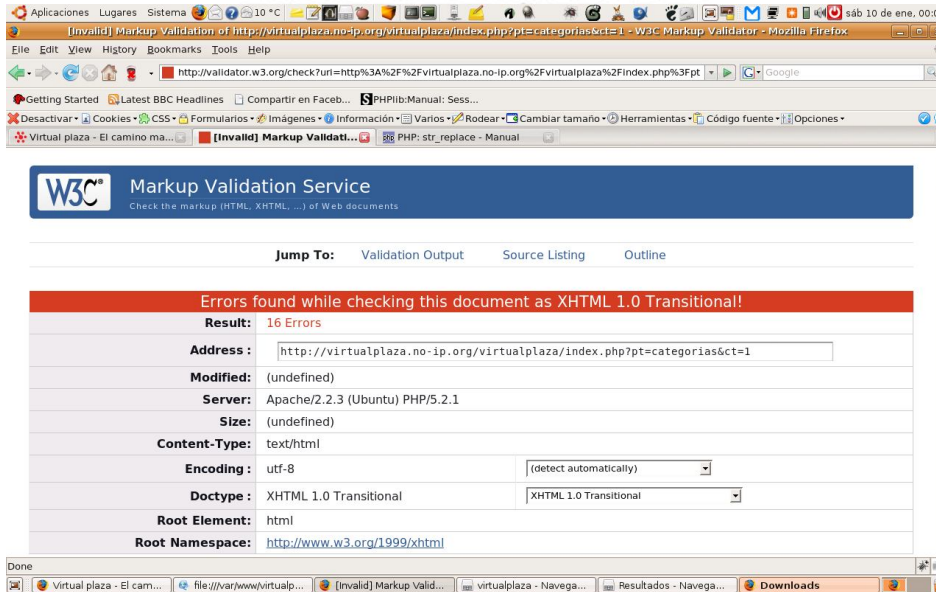 Aplicaciones Lugares Sistema 10 °C sáb 10 de ene, 00:0
[Invalid] Markup Validation of http://virtualplaza.no-ip.org/virtualplaza/index.php?pt=categorias&ct=1 - W3C Markup Validator - Mozilla Firefox
File Edit View History Bookmarks Tools Help
http://validator.w3.org/check?uri=http%3A%2F%2Fvirtualplaza.no-ip.org%2Fvirtualplaza%2Findex.php%3Fpt G Google
Getting Started Latest BBC Headlines Compartir en Faceb... PHPlib:Manual: Sess...
Desactivar Cookies CSS Formularios Imágenes Información Varios Rodear Cambiar tamaño Herramientas Código fuente Opciones
Virtual plaza - El camino ma... [Invalid] Markup Validati... php PHP: str_replace - Manual
W3C® Markup Validation Service
Check the markup (HTML, XHTML, ...) of Web documents
Jump To: Validation Output Source Listing Outline
Errors found while checking this document as XHTML 1.0 Transitional!
Result: 16 Errors
Address : http://virtualplaza.no-ip.org/virtualplaza/index.php?pt=categorias&ct=1
Modified: (undefined)
Server: Apache/2.2.3 (Ubuntu) PHP/5.2.1
Size: (undefined)
Content-Type: text/html
Encoding : utf-8 (detect automatically)
Doctype : XHTML 1.0 Transitional XHTML 1.0 Transitional
Root Element: html
Root Namespace: http://www.w3.org/1999/xhtml
Done
Virtual plaza - El cam... file:///var/www/virtualp... [Invalid] Markup Valid... virtualplaza - Navega... Resultados - Navega... Downloads